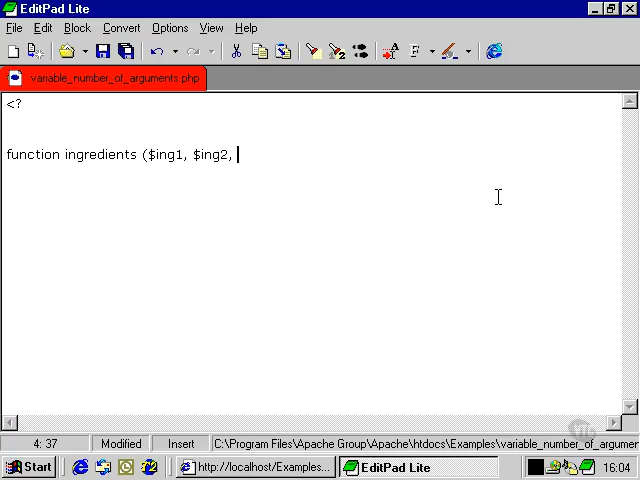 EditPad Lite
File Edit Block Convert Options View Help
variable_number_of_arguments.php
<?
function ingredients ($ing1, $ing2,
4: 37 Modified Insert C:\Program Files\Apache Group\Apache\htdocs\Examples\variable_number_of_argumen
Start http://localhost/Examples... EditPad Lite 16:04